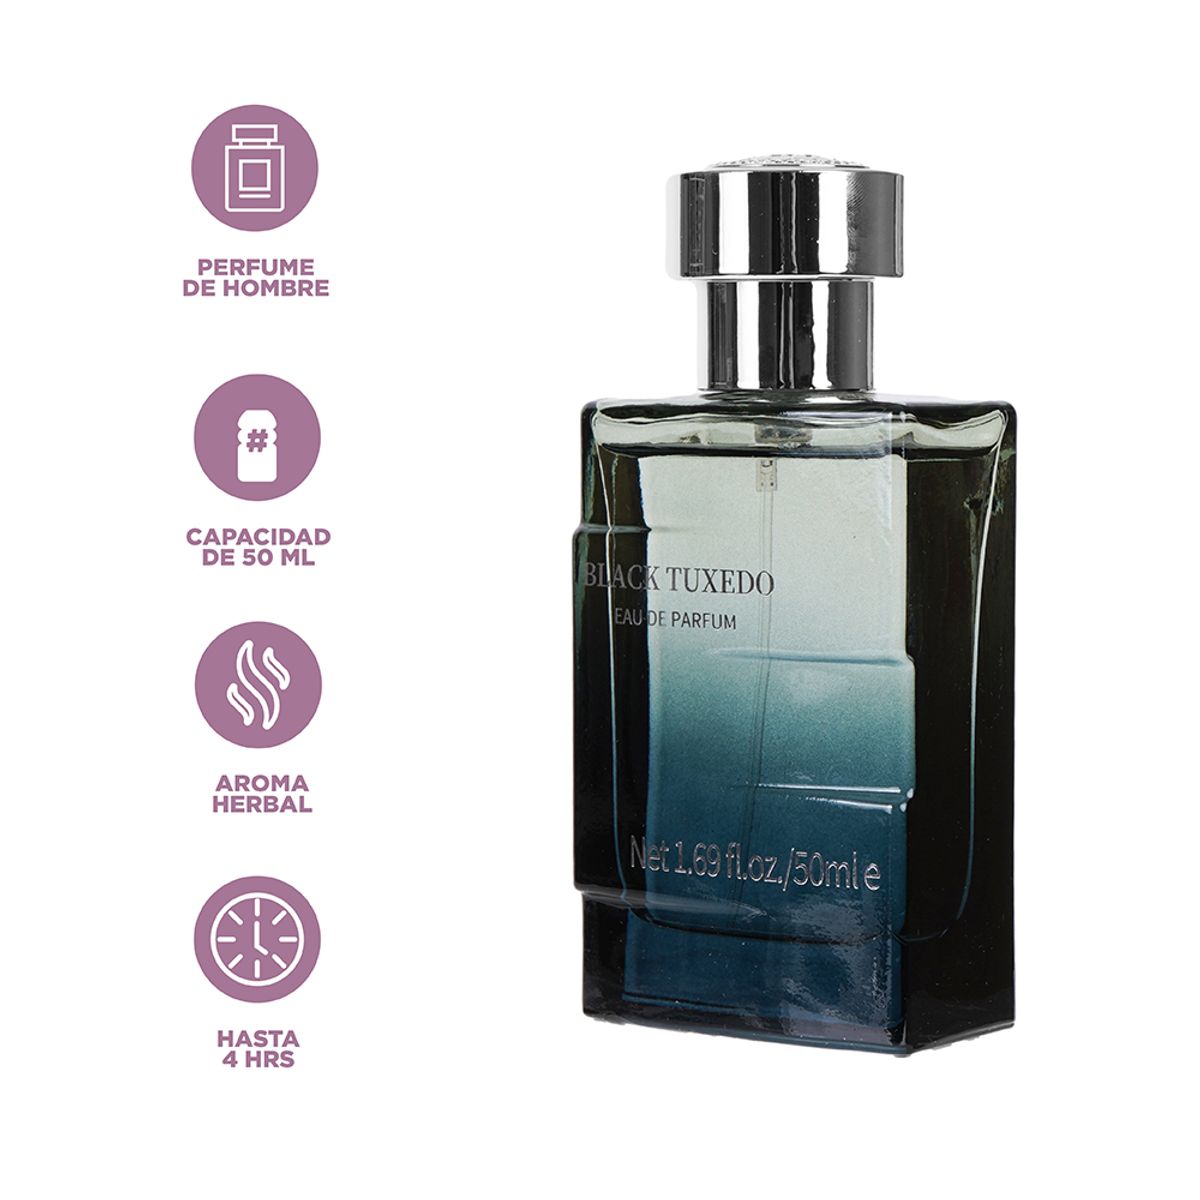 PERFUME
DE HOMBRE
#
CAPACIDAD
DE 50 ML
AROMA
HERBAL
HASTA
4 HRS
BLACK TUXEDO
EAU DE PARFUM
Net 1.69 fl.oz./50ml e